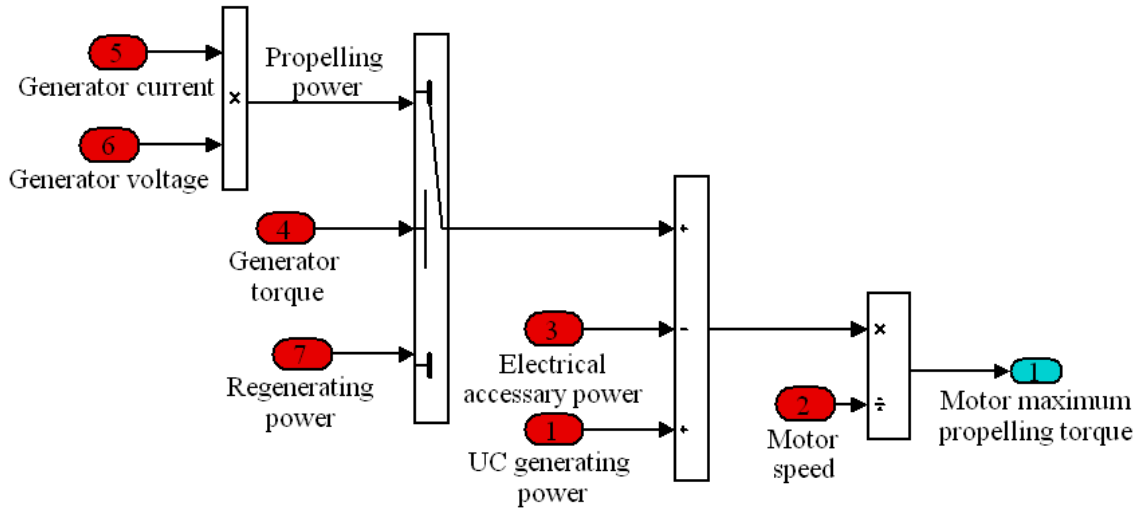 5
Generator current
6
Generator voltage
×
Propelling
power
4
Generator
torque
7
Regenerating
power
3
Electrical
accessary power
1
UC generating
power
+
-
+
2
Motor
speed
×
÷
1
Motor maximum
propelling torque